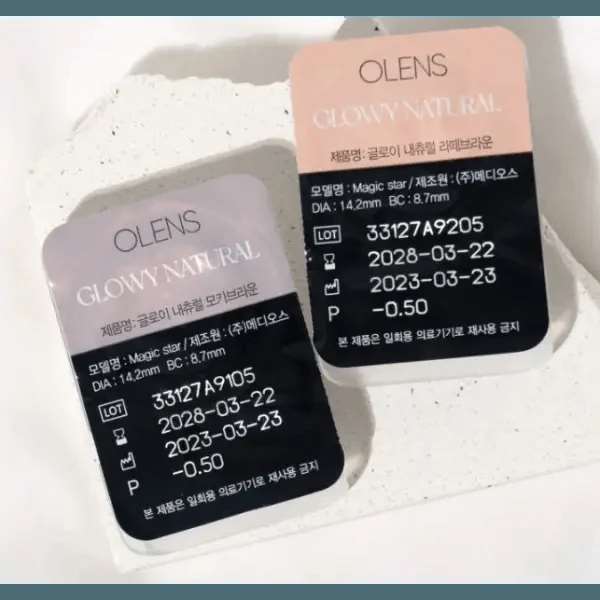 OLENS
GLOWY NATURAL
제품명: 글로이 내츄럴 모카브라운
모델명 : Magic star / 제조원 : (주)메디오스
DIA : 14.2mm BC : 8.7mm
LOT 33127A9105
2028-03-22
2023-03-23
P -0.50
본 제품은 일회용 의료기기로 재사용 금지
OLENS
GLOWY NATURAL
제품명: 글로이 내츄럴 라떼브라운
모델명 : Magic star / 제조원 : (주)메디오스
DIA : 14.2mm BC : 8.7mm
LOT 33127A9205
2028-03-22
2023-03-23
P -0.50
본 제품은 일회용 의료기기로 재사용 금지